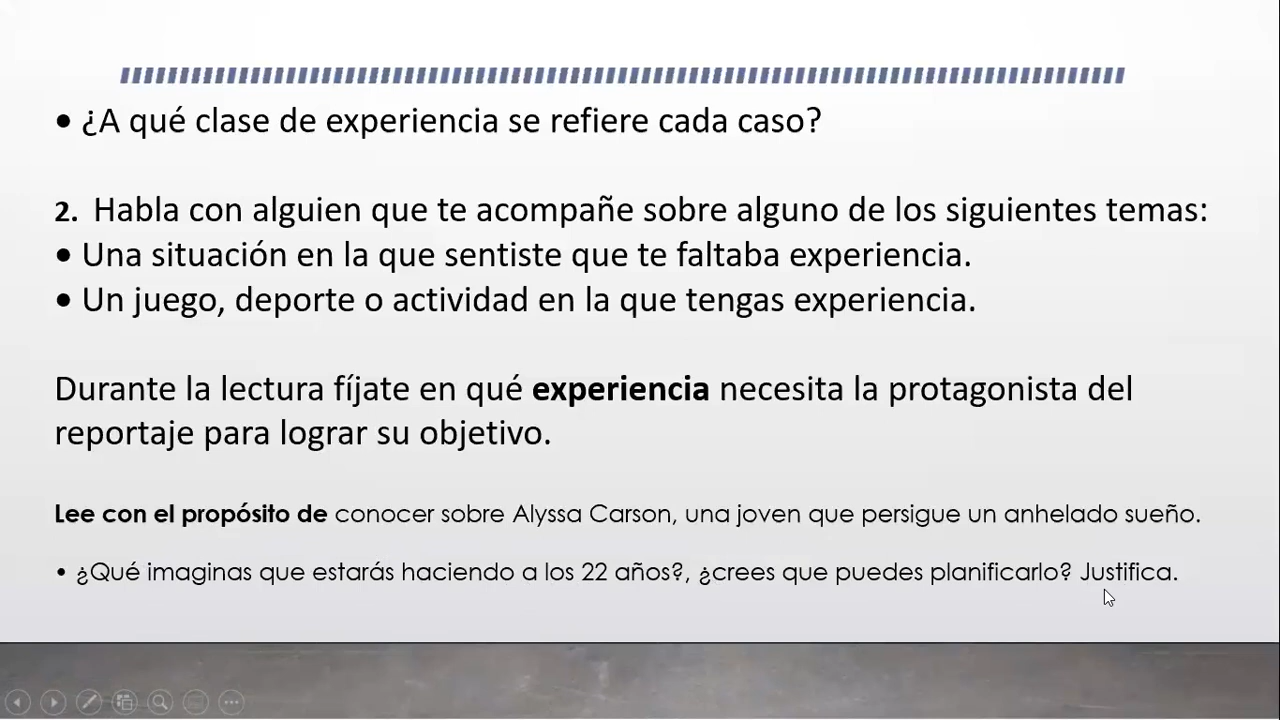 • ¿A qué clase de experiencia se refiere cada caso?
2. Habla con alguien que te acompañe sobre alguno de los siguientes temas:
• Una situación en la que sentiste que te faltaba experiencia.
• Un juego, deporte o actividad en la que tengas experiencia.
Durante la lectura fíjate en qué experiencia necesita la protagonista del
reportaje para lograr su objetivo.
Lee con el propósito de conocer sobre Alyssa Carson, una joven que persigue un anhelado sueño.
• ¿Qué imaginas que estarás haciendo a los 22 años?, ¿crees que puedes planificarlo? Justifica.